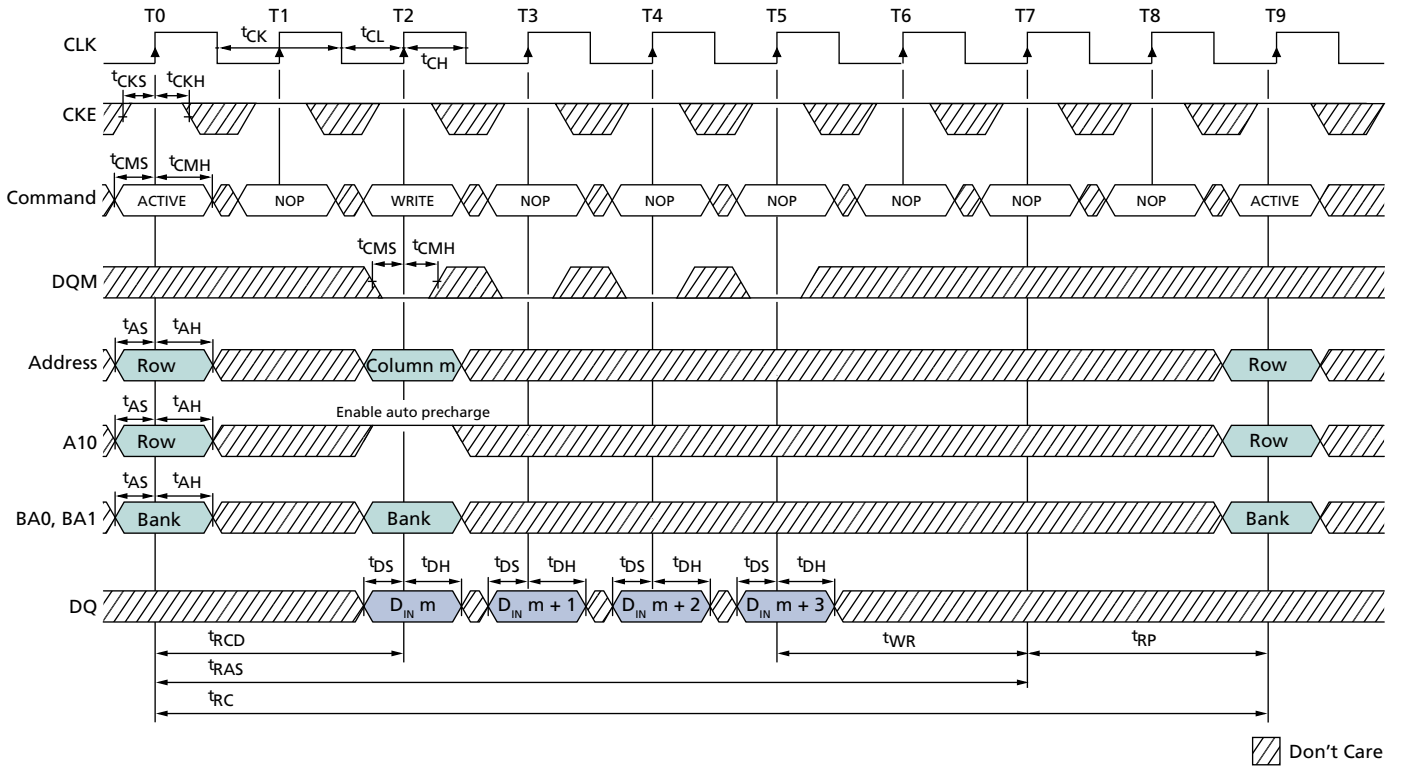 T0 T1 T2 T3 T4 T5 T6 T7 T8 T9
CLK tCK tCL tCH
tCKS tCKH
CKE
tCMS tCMH
Command ACTIVE NOP WRITE NOP NOP NOP NOP NOP NOP ACTIVE
tCMS tCMH
DQM
tAS tAH
Address Row Column m Row
tAS tAH Enable auto precharge
A10 Row Row
tAS tAH
BA0, BA1 Bank Bank Bank
tDS tDH tDS tDH tDS tDH tDS tDH
DQ DIN m DIN m + 1 DIN m + 2 DIN m + 3
tRCD tWR tRP
tRAS
tRC
Don't Care